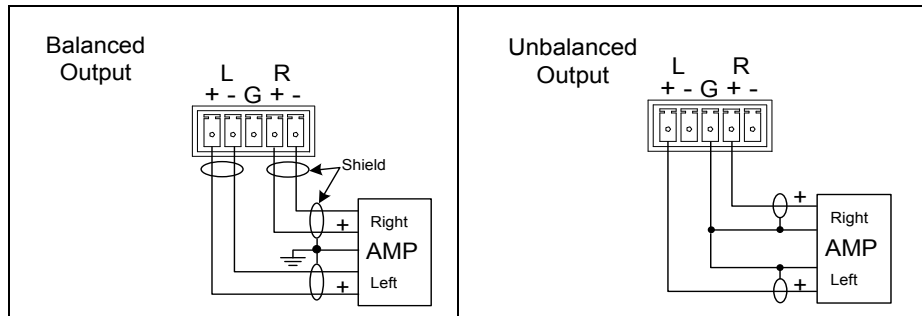 Balanced
Output
L R
+ - G + -
Shield
+ Right
AMP
+ Left
Unbalanced
Output
L R
+ - G + -
+ Right
AMP
+ Left